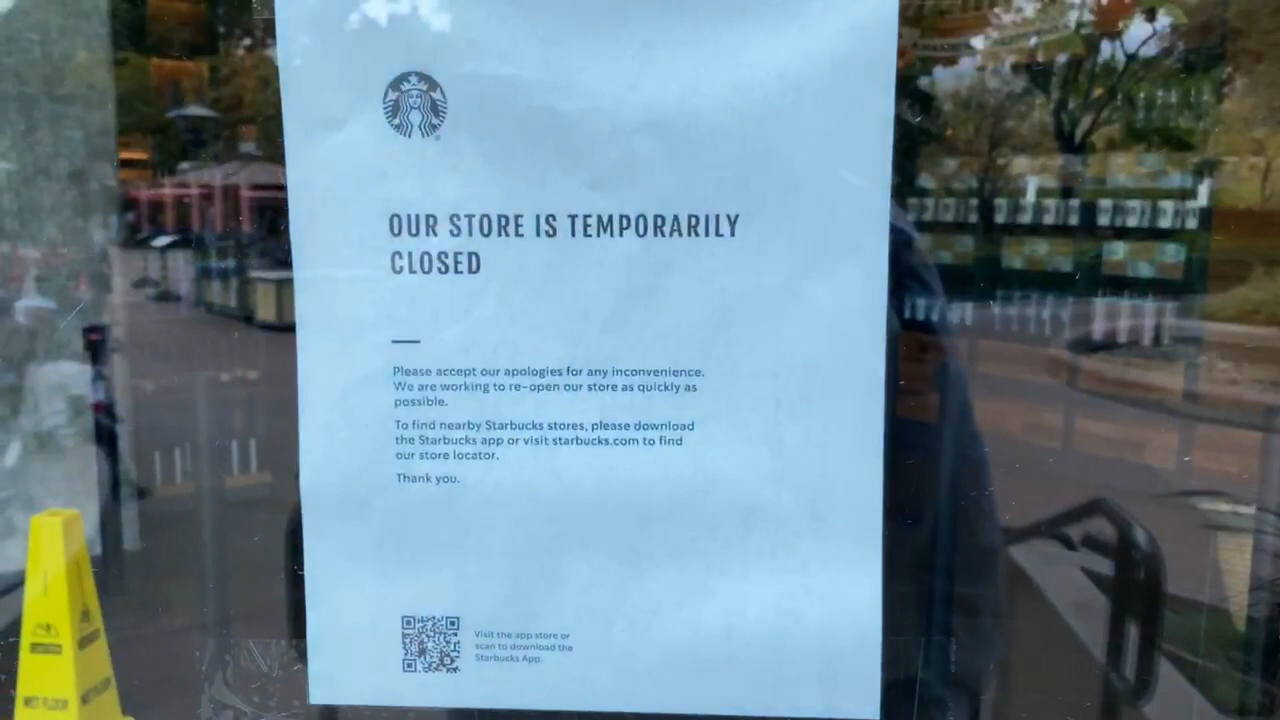 OUR STORE IS TEMPORARILY
CLOSED
Please accept our apologies for any inconvenience.
We are working to re-open our store as quickly as
possible.
To find nearby Starbucks stores, please download
the Starbucks app or visit starbucks.com to find
our store locator.
Thank you.
Visit the app store or
scan to download the
Starbucks App.
WET FLOOR